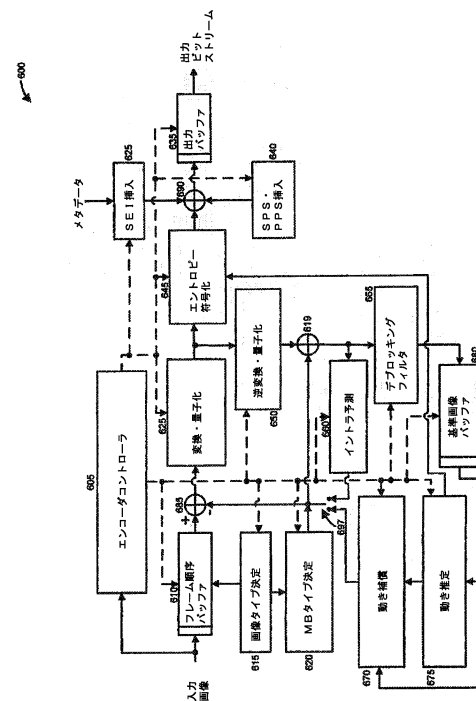 600
入力
画像
605
エンコーダコントローラ
メタデータ
625
SEI挿入
610
フレーム順序
バッファ
+
685
-
625
変換・量子化
645
エントロピー
符号化
690
635
出力
バッファ
出力
ビット
ストリーム
640
SPS・
PPS挿入
615
画像タイプ決定
650
逆変換・量子化
619
620
MBタイプ決定
697
660
イントラ予測
665
デブロッキング
フィルタ
670
動き補償
675
動き推定
680
基準画像
バッファ